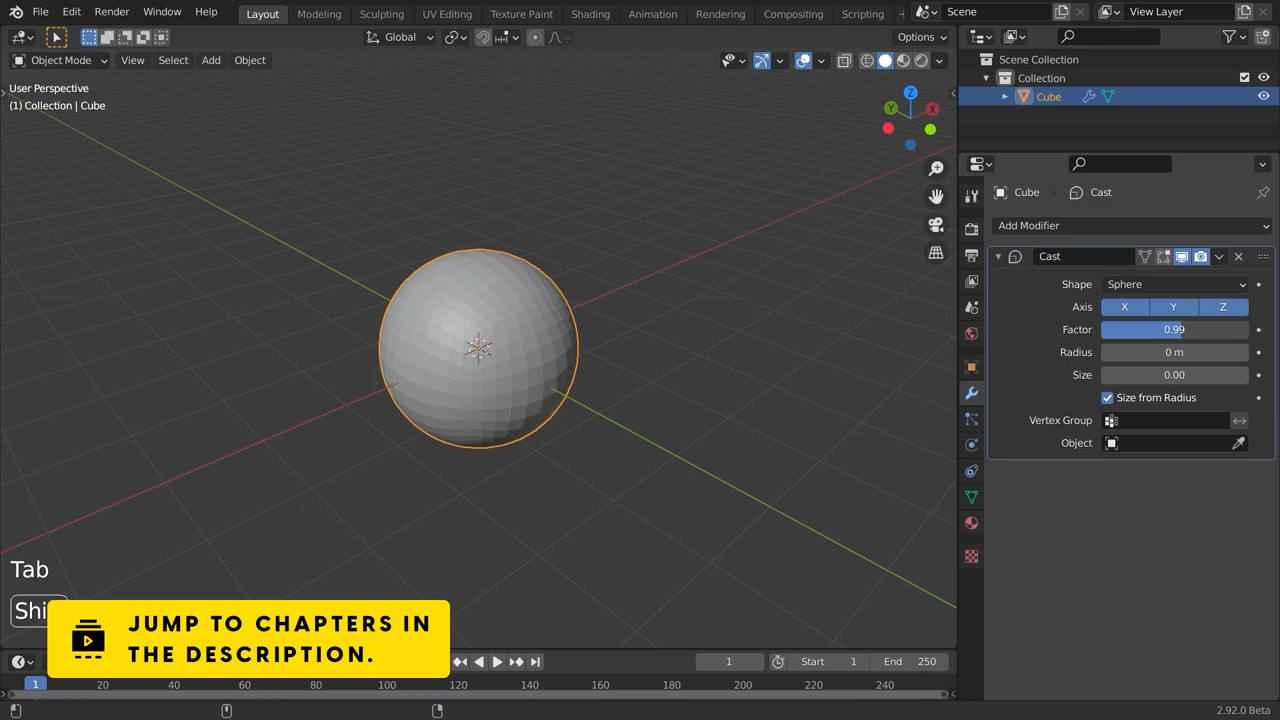 File Edit Render Window Help Layout Modeling Sculpting UV Editing Texture Paint Shading Animation Rendering Compositing Scripting Scene View Layer
Global Options
Object Mode View Select Add Object
User Perspective
(1) Collection | Cube
Z
Y
X
Scene Collection
Collection
Cube
Cube Cast
Add Modifier
Cast
Shape Sphere
Axis X Y Z
Factor 0.99
Radius 0 m
Size 0.00
Size from Radius
Vertex Group
Object
Tab
Shi
JUMP TO CHAPTERS IN
THE DESCRIPTION.
1 Start 1 End 250
1 20 40 60 80 100 120 140 160 180 200 220 240
2.92.0 Beta